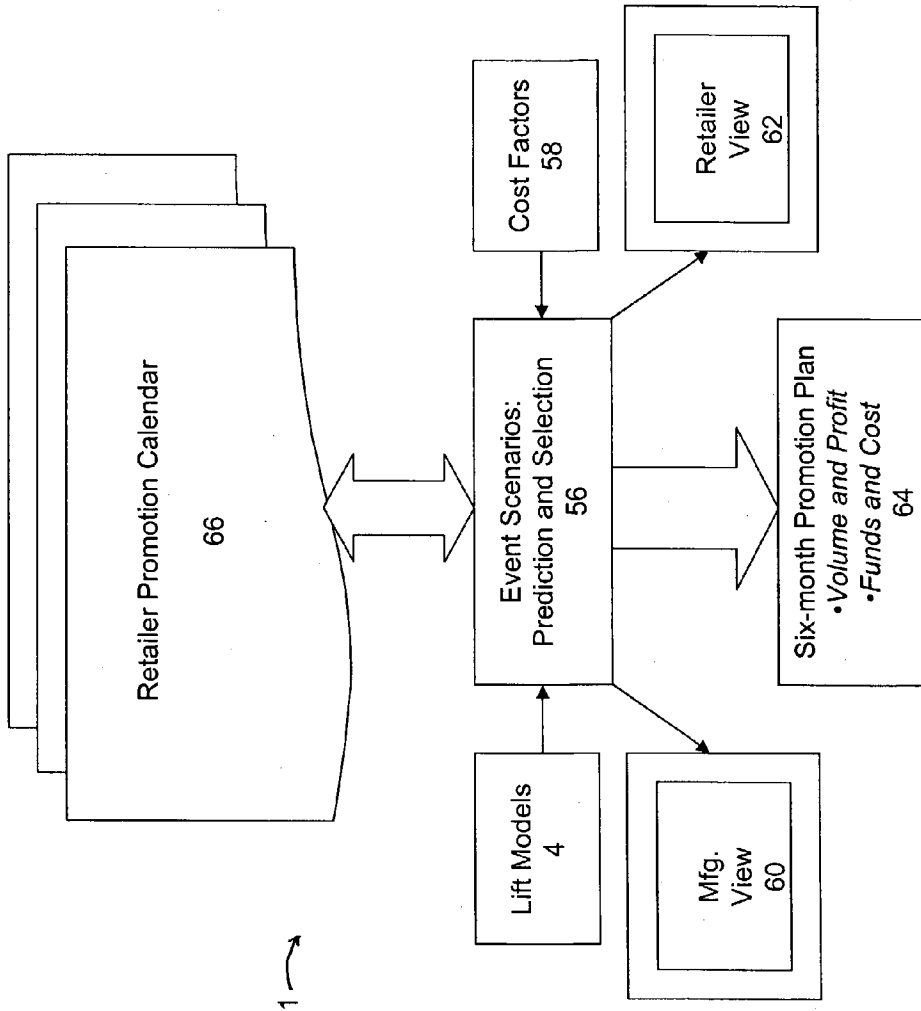 Retailer Promotion Calendar
66
1
Lift Models
4
Event Scenarios:
Prediction and Selection
56
Cost Factors
58
Mfg.
View
60
Six-month Promotion Plan
•Volume and Profit
•Funds and Cost
64
Retailer
View
62